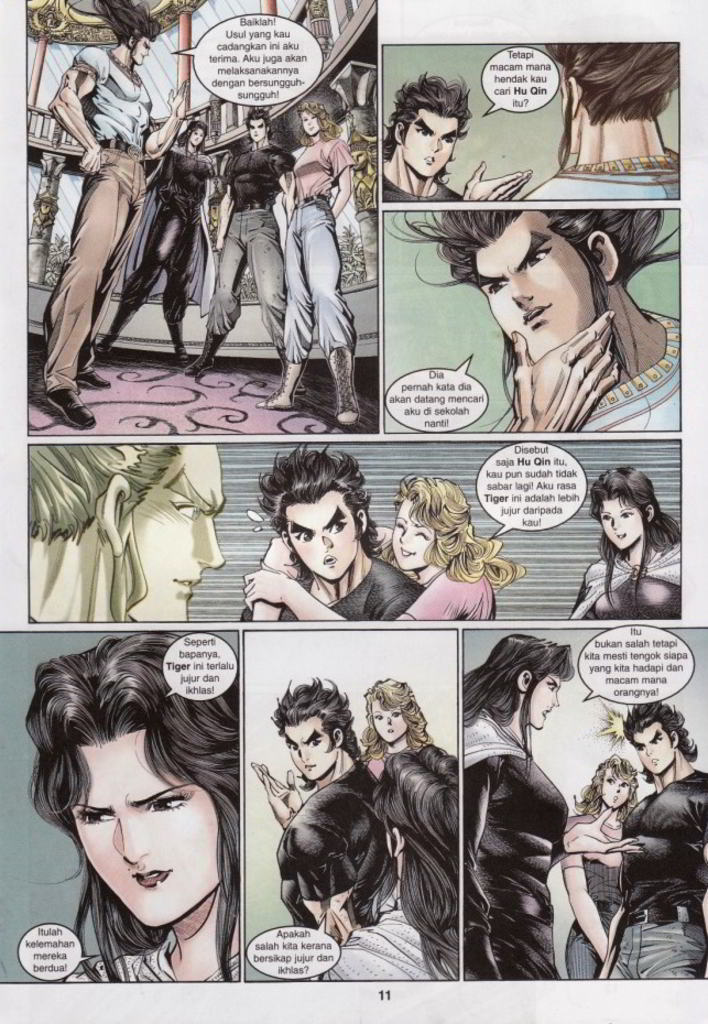 Baiklah!
Usul yang kau
cadangkan ini aku
terima. Aku juga akan
melaksanakannya
dengan bersungguh-
sungguh!
Tetapi
macam mana
hendak kau
cari Hu Qin
itu?
Dia
pernah kata dia
akan datang mencari
aku di sekolah
nanti!
Disebut
saja Hu Qin itu,
kau pun sudah tidak
sabar lagi! Aku rasa
Tiger ini adalah lebih
jujur daripada
kau!
Seperti
bapanya,
Tiger ini terlalu
jujur dan
ikhlas!
Itulah
kelemahan
mereka
berdua!
Apakah
salah kita kerana
bersikap jujur dan
ikhlas?
Itu
bukan salah tetapi
kita mesti tengok siapa
yang kita hadapi dan
macam mana
orangnya!
11